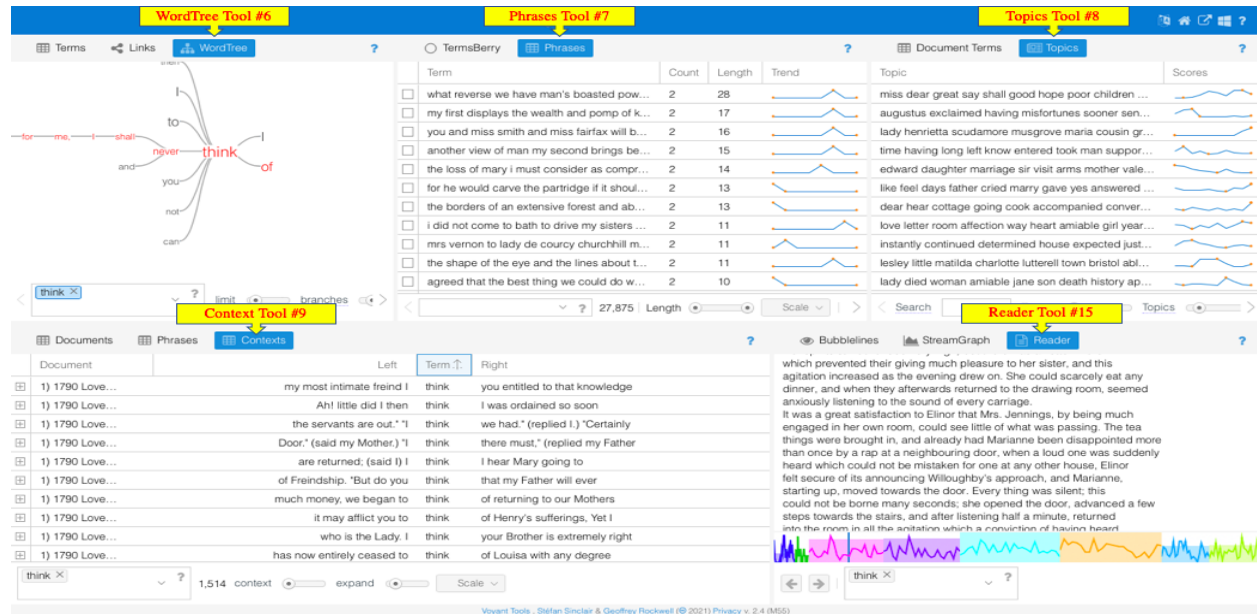 WordTree Tool #6
Phrases Tool #7
Topics Tool #8
?
Terms Links WordTree ?
I
to
for me, I shall
never
think
I
of
and
you
not
can
think × ?
limit branches
TermsBerry Phrases ?
Term Count Length Trend
what reverse we have man's boasted pow... 2 28
my first displays the wealth and pomp of k... 2 17
you and miss smith and miss fairfax will b... 2 16
another view of man my second brings be... 2 15
the loss of mary i must consider as compr... 2 14
for he would carve the partridge if it shoul... 2 13
the borders of an extensive forest and ab... 2 13
i did not come to bath to drive my sisters ... 2 11
mrs vernon to lady de courcy churchhill m... 2 11
the shape of the eye and the lines about t... 2 11
agreed that the best thing we could do w... 2 10
? 27,875 Length Scale
Document Terms Topics ?
Topic Scores
miss dear great say shall good hope poor children ...
augustus exclaimed having misfortunes sooner sen...
lady henrietta scudamore musgrove maria cousin gr...
time having long left know entered took man suppor...
edward daughter marriage sir visit arms mother vale...
like feel days father cried marry gave yes answered ...
dear hear cottage going cook accompanied conver...
love letter room affection way heart amiable girl year...
instantly continued determined house expected just...
lesley little matilda charlotte lutterell town bristol abl...
lady died woman amiable jane son death history ap...
Search Topics
Context Tool #9
Reader Tool #15
Documents Phrases Contexts ?
Document Left Term Right
1) 1790 Love... my most intimate freind I think you entitled to that knowledge
1) 1790 Love... Ah! little did I then think I was ordained so soon
1) 1790 Love... the servants are out." "I think we had." (replied I.) "Certainly
1) 1790 Love... Door." (said my Mother.) "I think there must," (replied my Father
1) 1790 Love... are returned; (said I) I think I hear Mary going to
1) 1790 Love... of Freindship. "But do you think that my Father will ever
1) 1790 Love... much money, we began to think of returning to our Mothers
1) 1790 Love... it may afflict you to think of Henry's sufferings, Yet I
1) 1790 Love... who is the Lady. I think your Brother is extremely right
1) 1790 Love... has now entirely ceased to think of Louisa with any degree
think × ? 1,514 context expand Scale
Bubblelines StreamGraph Reader ?
which prevented their giving much pleasure to her sister, and this
agitation increased as the evening drew on. She could scarcely eat any
dinner, and when they afterwards returned to the drawing room, seemed
anxiously listening to the sound of every carriage.
It was a great satisfaction to Elinor that Mrs. Jennings, by being much
engaged in her own room, could see little of what was passing. The tea
things were brought in, and already had Marianne been disappointed more
than once by a rap at a neighbouring door, when a loud one was suddenly
heard which could not be mistaken for one at any other house, Elinor
felt secure of its announcing Willoughby's approach, and Marianne,
starting up, moved towards the door. Every thing was silent; this
could not be borne many seconds; she opened the door, advanced a few
steps towards the stairs, and after listening half a minute, returned
into the room in all the agitation which a conviction of having heard
think × ?
Voyant Tools , Stéfan Sinclair & Geoffrey Rockwell (© 2021) Privacy v. 2.4 (M55)